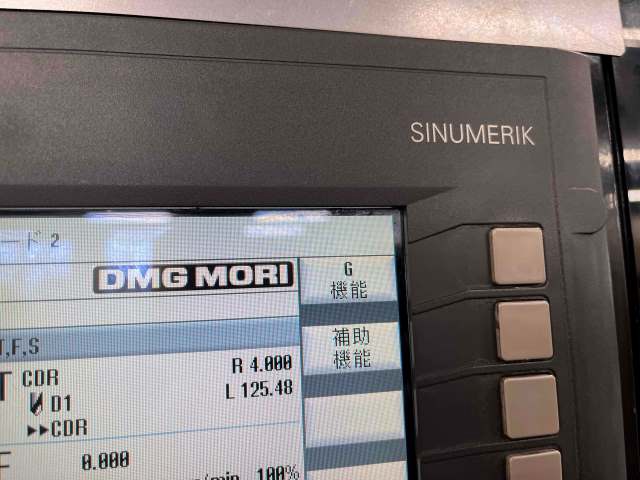 SINUMERIK
ード 2
DMG MORI
G
機能
T,F,S
補助
機能
T CDR
R 4.000
D1
L 125.48
▸▸CDR
F 0.000
/min 100%